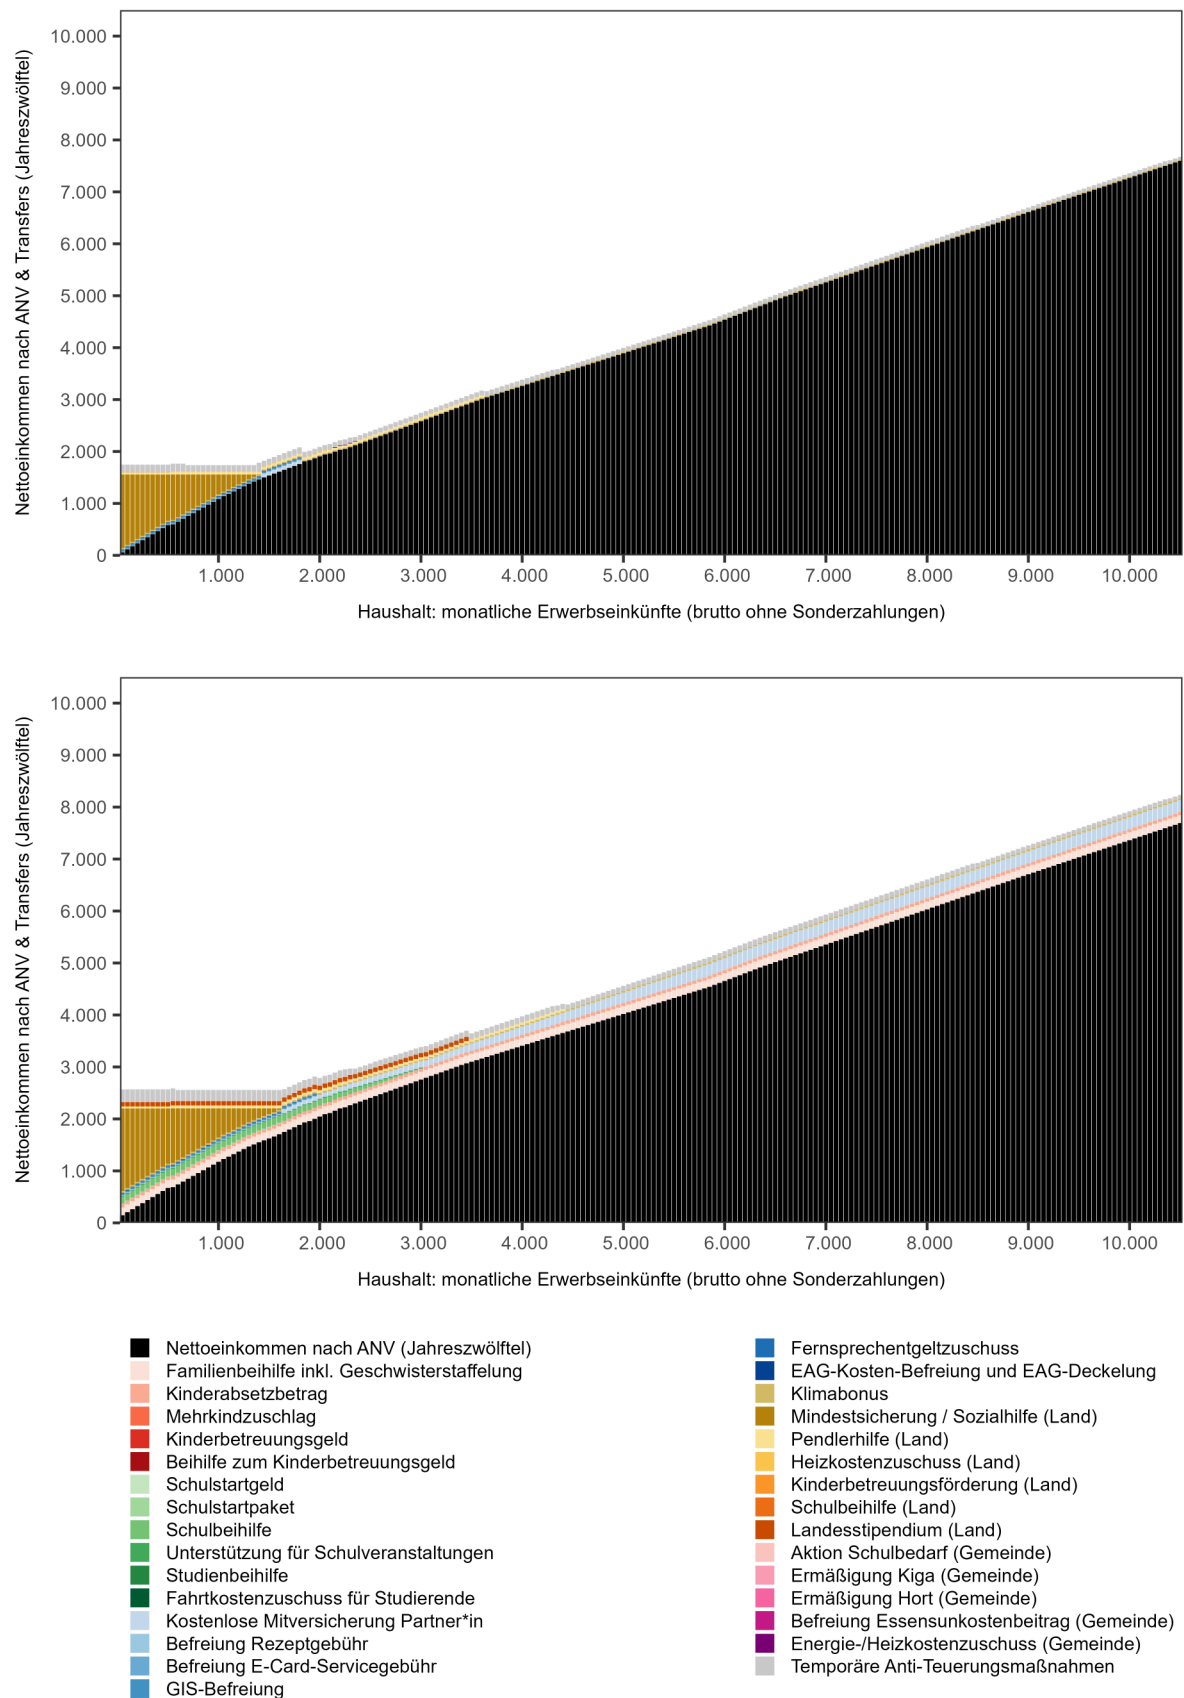 10.000
9.000
8.000
7.000
6.000
5.000
4.000
3.000
2.000
1.000
0
Nettoeinkommen nach ANV & Transfers (Jahreszwölftel)
1.000 2.000 3.000 4.000 5.000 6.000 7.000 8.000 9.000 10.000
Haushalt: monatliche Erwerbseinkünfte (brutto ohne Sonderzahlungen)
10.000
9.000
8.000
7.000
6.000
5.000
4.000
3.000
2.000
1.000
0
Nettoeinkommen nach ANV & Transfers (Jahreszwölftel)
1.000 2.000 3.000 4.000 5.000 6.000 7.000 8.000 9.000 10.000
Haushalt: monatliche Erwerbseinkünfte (brutto ohne Sonderzahlungen)
Nettoeinkommen nach ANV (Jahreszwölftel)
Familienbeihilfe inkl. Geschwisterstaffelung
Kinderabsetzbetrag
Mehrkindzuschlag
Kinderbetreuungsgeld
Beihilfe zum Kinderbetreuungsgeld
Schulstartgeld
Schulstartpaket
Schulbeihilfe
Unterstützung für Schulveranstaltungen
Studienbeihilfe
Fahrtkostenzuschuss für Studierende
Kostenlose Mitversicherung Partner*in
Befreiung Rezeptgebühr
Befreiung E-Card-Servicegebühr
GIS-Befreiung
Fernsprechentgeltzuschuss
EAG-Kosten-Befreiung und EAG-Deckelung
Klimabonus
Mindestsicherung / Sozialhilfe (Land)
Pendlerhilfe (Land)
Heizkostenzuschuss (Land)
Kinderbetreuungsförderung (Land)
Schulbeihilfe (Land)
Landesstipendium (Land)
Aktion Schulbedarf (Gemeinde)
Ermäßigung Kiga (Gemeinde)
Ermäßigung Hort (Gemeinde)
Befreiung Essensunkostenbeitrag (Gemeinde)
Energie-/Heizkostenzuschuss (Gemeinde)
Temporäre Anti-Teuerungsmaßnahmen